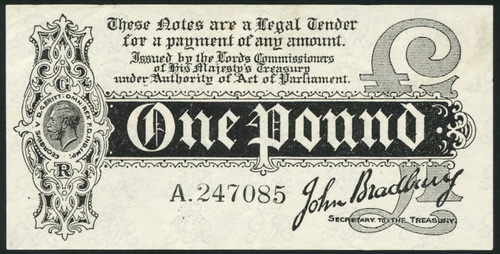 These Notes are a Legal Tender
for a payment of any amount.
Issued by the Lords Commissioners
of His Majesty's Treasury
under Authority of Act of Parliament.
G
R
One Pound
£
£1
A.247085
John Bradbury
SECRETARY TO THE TREASURY.